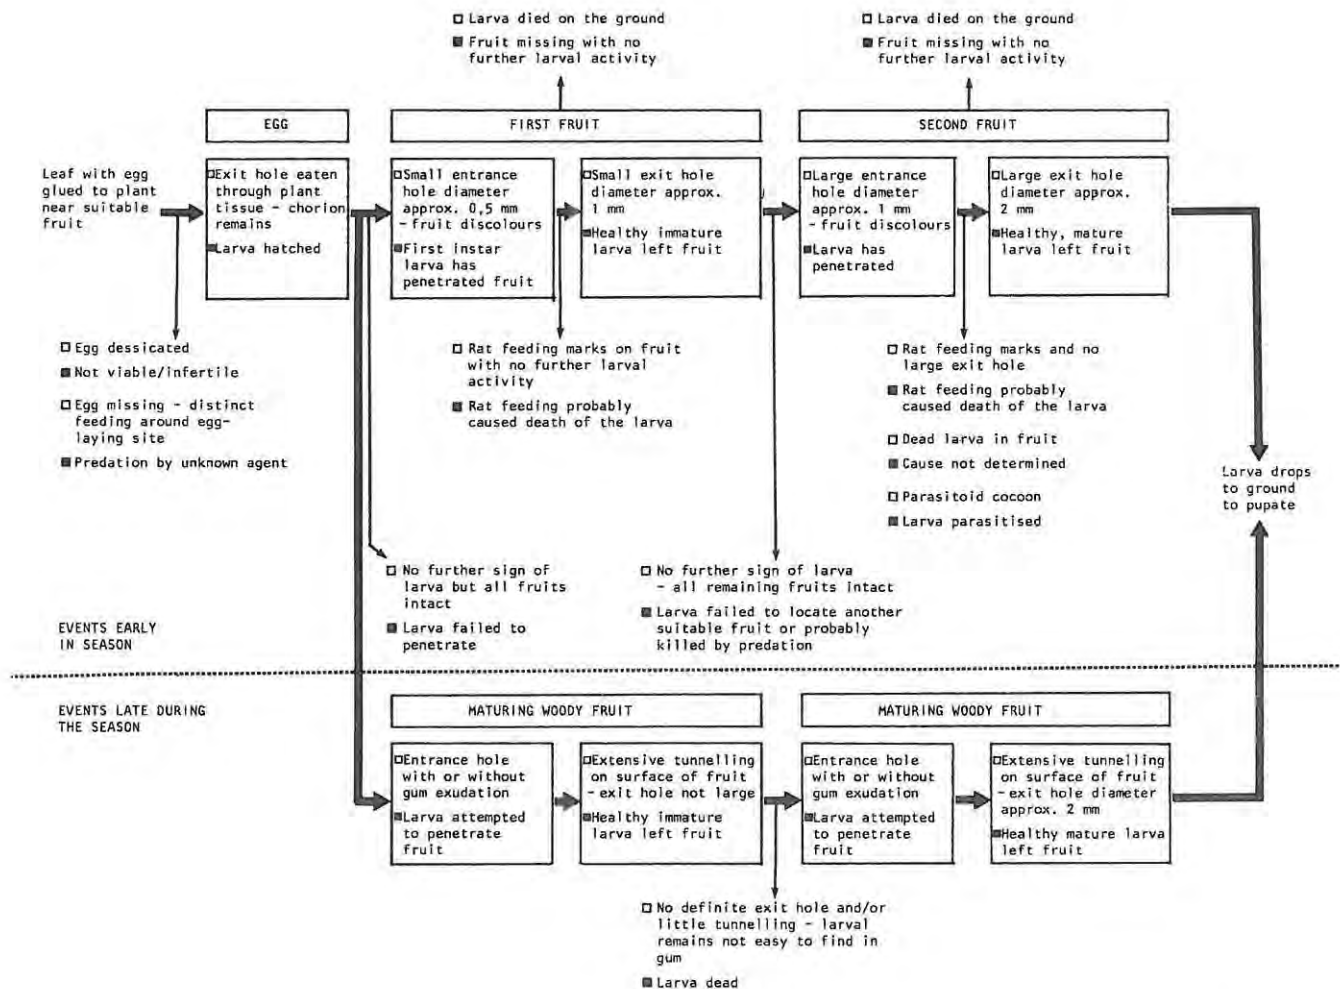 □ Larva died on the ground
■ Fruit missing with no
further larval activity
□ Larva died on the ground
■ Fruit missing with no
further larval activity
EGG
FIRST FRUIT
SECOND FRUIT
Leaf with egg
glued to plant
near suitable
fruit
□Exit hole eaten
through plant
tissue - chorion
remains
■Larva hatched
□Small entrance
hole diameter
approx. 0,5 mm
- fruit discolours
■First instar
larva has
penetrated fruit
□Small exit hole
diameter approx.
1 mm
■Healthy immature
larva left fruit
□Large entrance
hole diameter
approx. 1 mm
- fruit discolours
■Larva has
penetrated
□Large exit hole
diameter approx.
2 mm
■Healthy, mature
larva left fruit
□ Egg dessicated
■ Not viable/infertile
□ Egg missing - distinct
feeding around egg-
laying site
■ Predation by unknown agent
□ Rat feeding marks on fruit
with no further larval
activity
■ Rat feeding probably
caused death of the larva
□ Rat feeding marks and no
large exit hole
■ Rat feeding probably
caused death of the larva
□ Dead larva in fruit
■ Cause not determined
□ Parasitoid cocoon
■ Larva parasitised
Larva drops
to ground
to pupate
□ No further sign of
larva but all fruits
intact
■ Larva failed to
penetrate
□ No further sign of larva
- all remaining fruits intact
■ Larva failed to locate another
suitable fruit or probably
killed by predation
EVENTS EARLY
IN SEASON
EVENTS LATE DURING
THE SEASON
MATURING WOODY FRUIT
MATURING WOODY FRUIT
□Entrance hole
with or without
gum exudation
■Larva attempted
to penetrate
fruit
□Extensive tunnelling
on surface of fruit
- exit hole not large
■Healthy immature
larva left fruit
□Entrance hole
with or without
gum exudation
■Larva attempted
to penetrate
fruit
□Extensive tunnelling
on surface of fruit
- exit hole diameter
approx. 2 mm
■Healthy mature larva
left fruit
□ No definite exit hole and/or
little tunnelling - larval
remains not easy to find in
gum
■ Larva dead